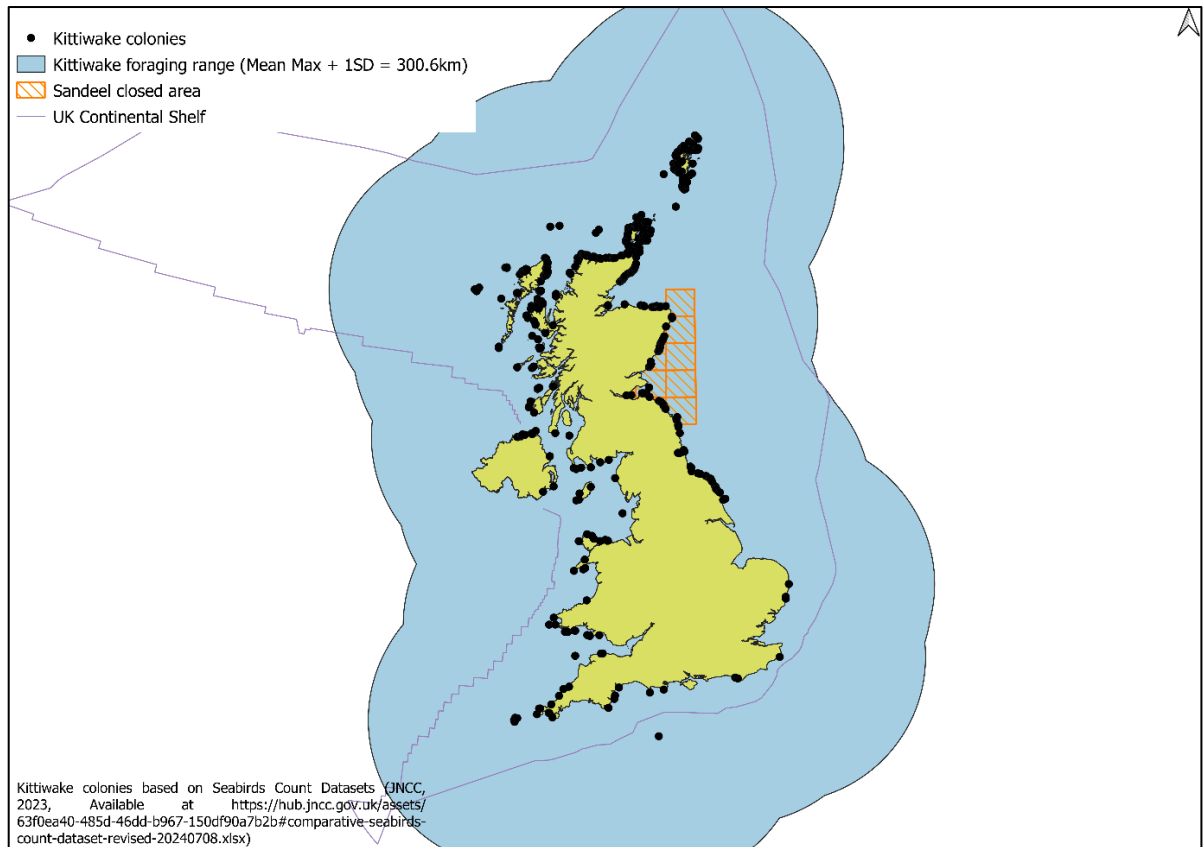 Kittiwake colonies
Kittiwake foraging range (Mean Max + 1SD = 300.6km)
Sandeel closed area
UK Continental Shelf
Kittiwake colonies based on Seabirds Count Datasets (JNCC,
2023, Available at https://hub.jncc.gov.uk/assets/
63f0ea40-485d-46dd-b967-150df90a7b2b#comparative-seabirds-
count-dataset-revised-20240708.xlsx)